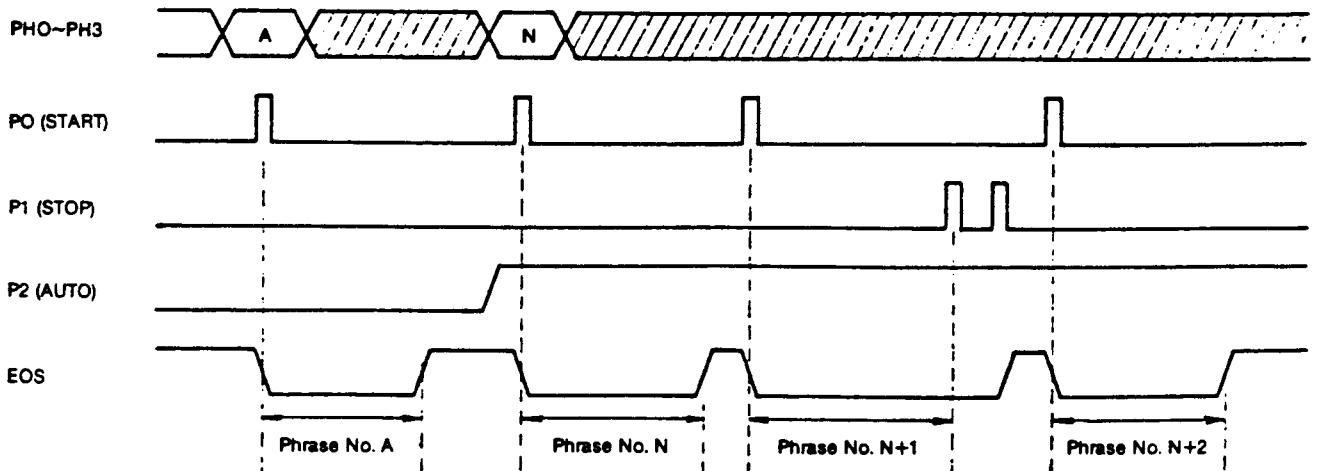 PH0~PH3
A
N
P0 (START)
P1 (STOP)
P2 (AUTO)
EOS
Phrase No. A
Phrase No. N
Phrase No. N+1
Phrase No. N+2